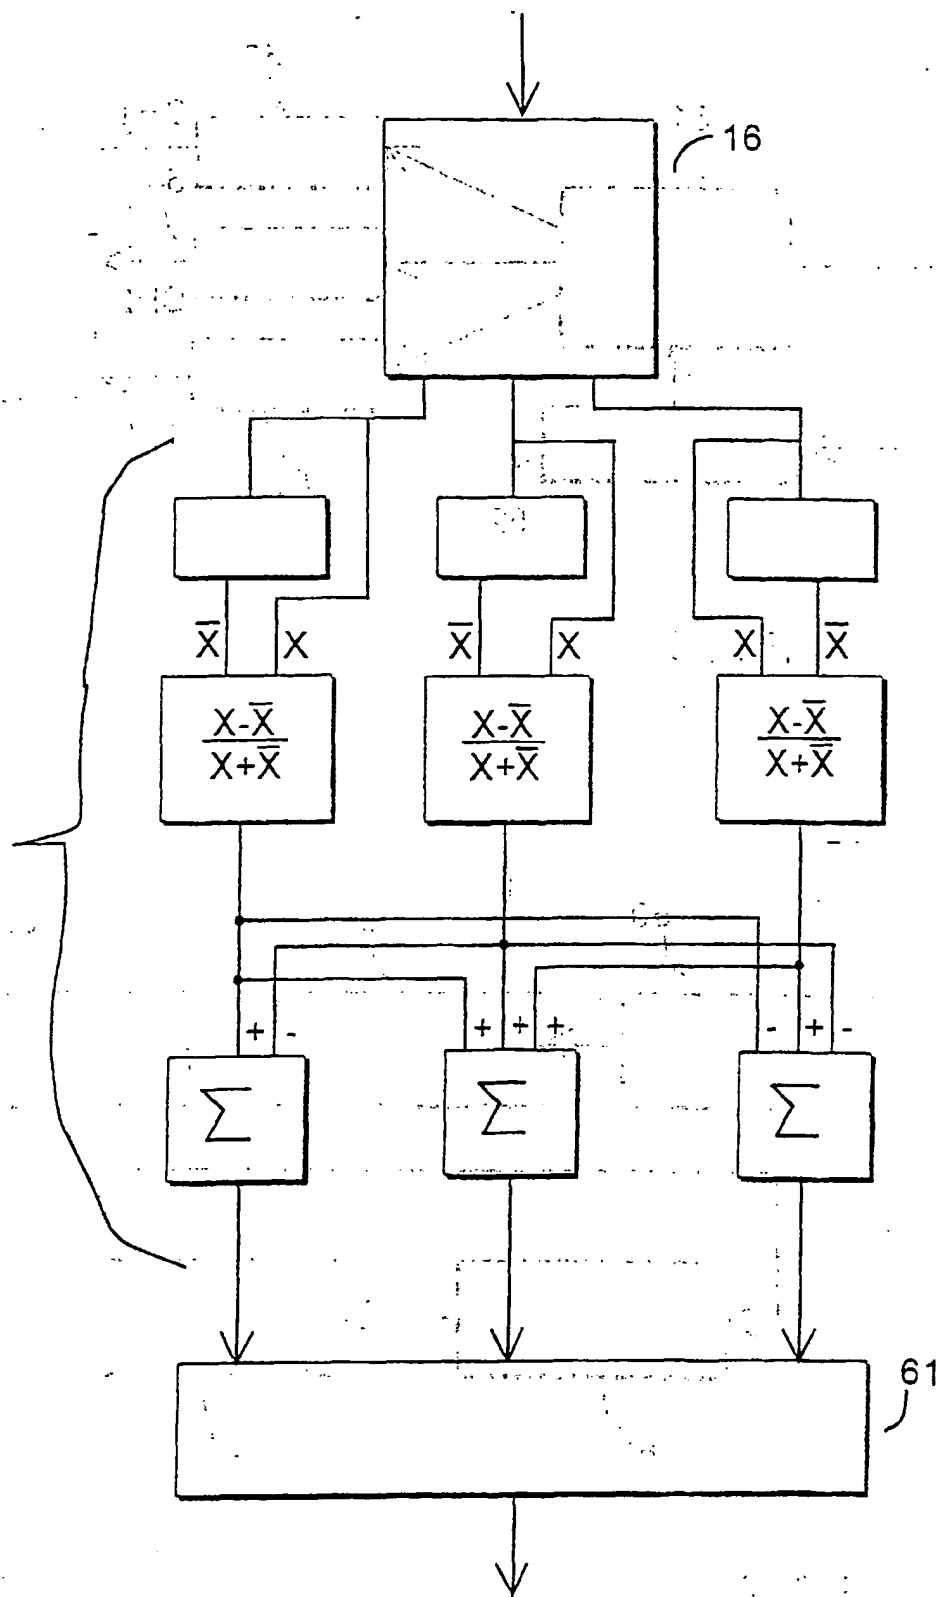 16
X̅ X X̅ X X X̅
X-X̅ X-X̅ X-X̅
X+X̅ X+X̅ X+X̅
+ - + + + - + -
Σ Σ Σ
61